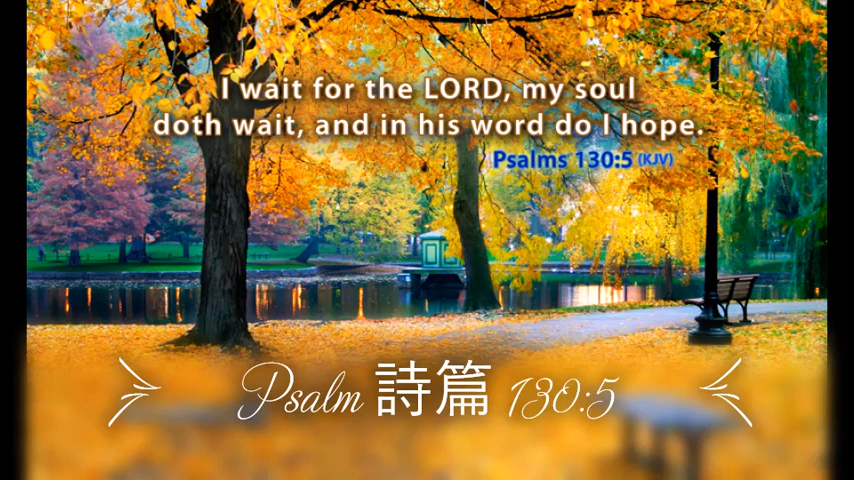 I wait for the LORD, my soul
doth wait, and in his word do I hope.
Psalms 130:5 (KJV)
Psalm 詩篇 130:5